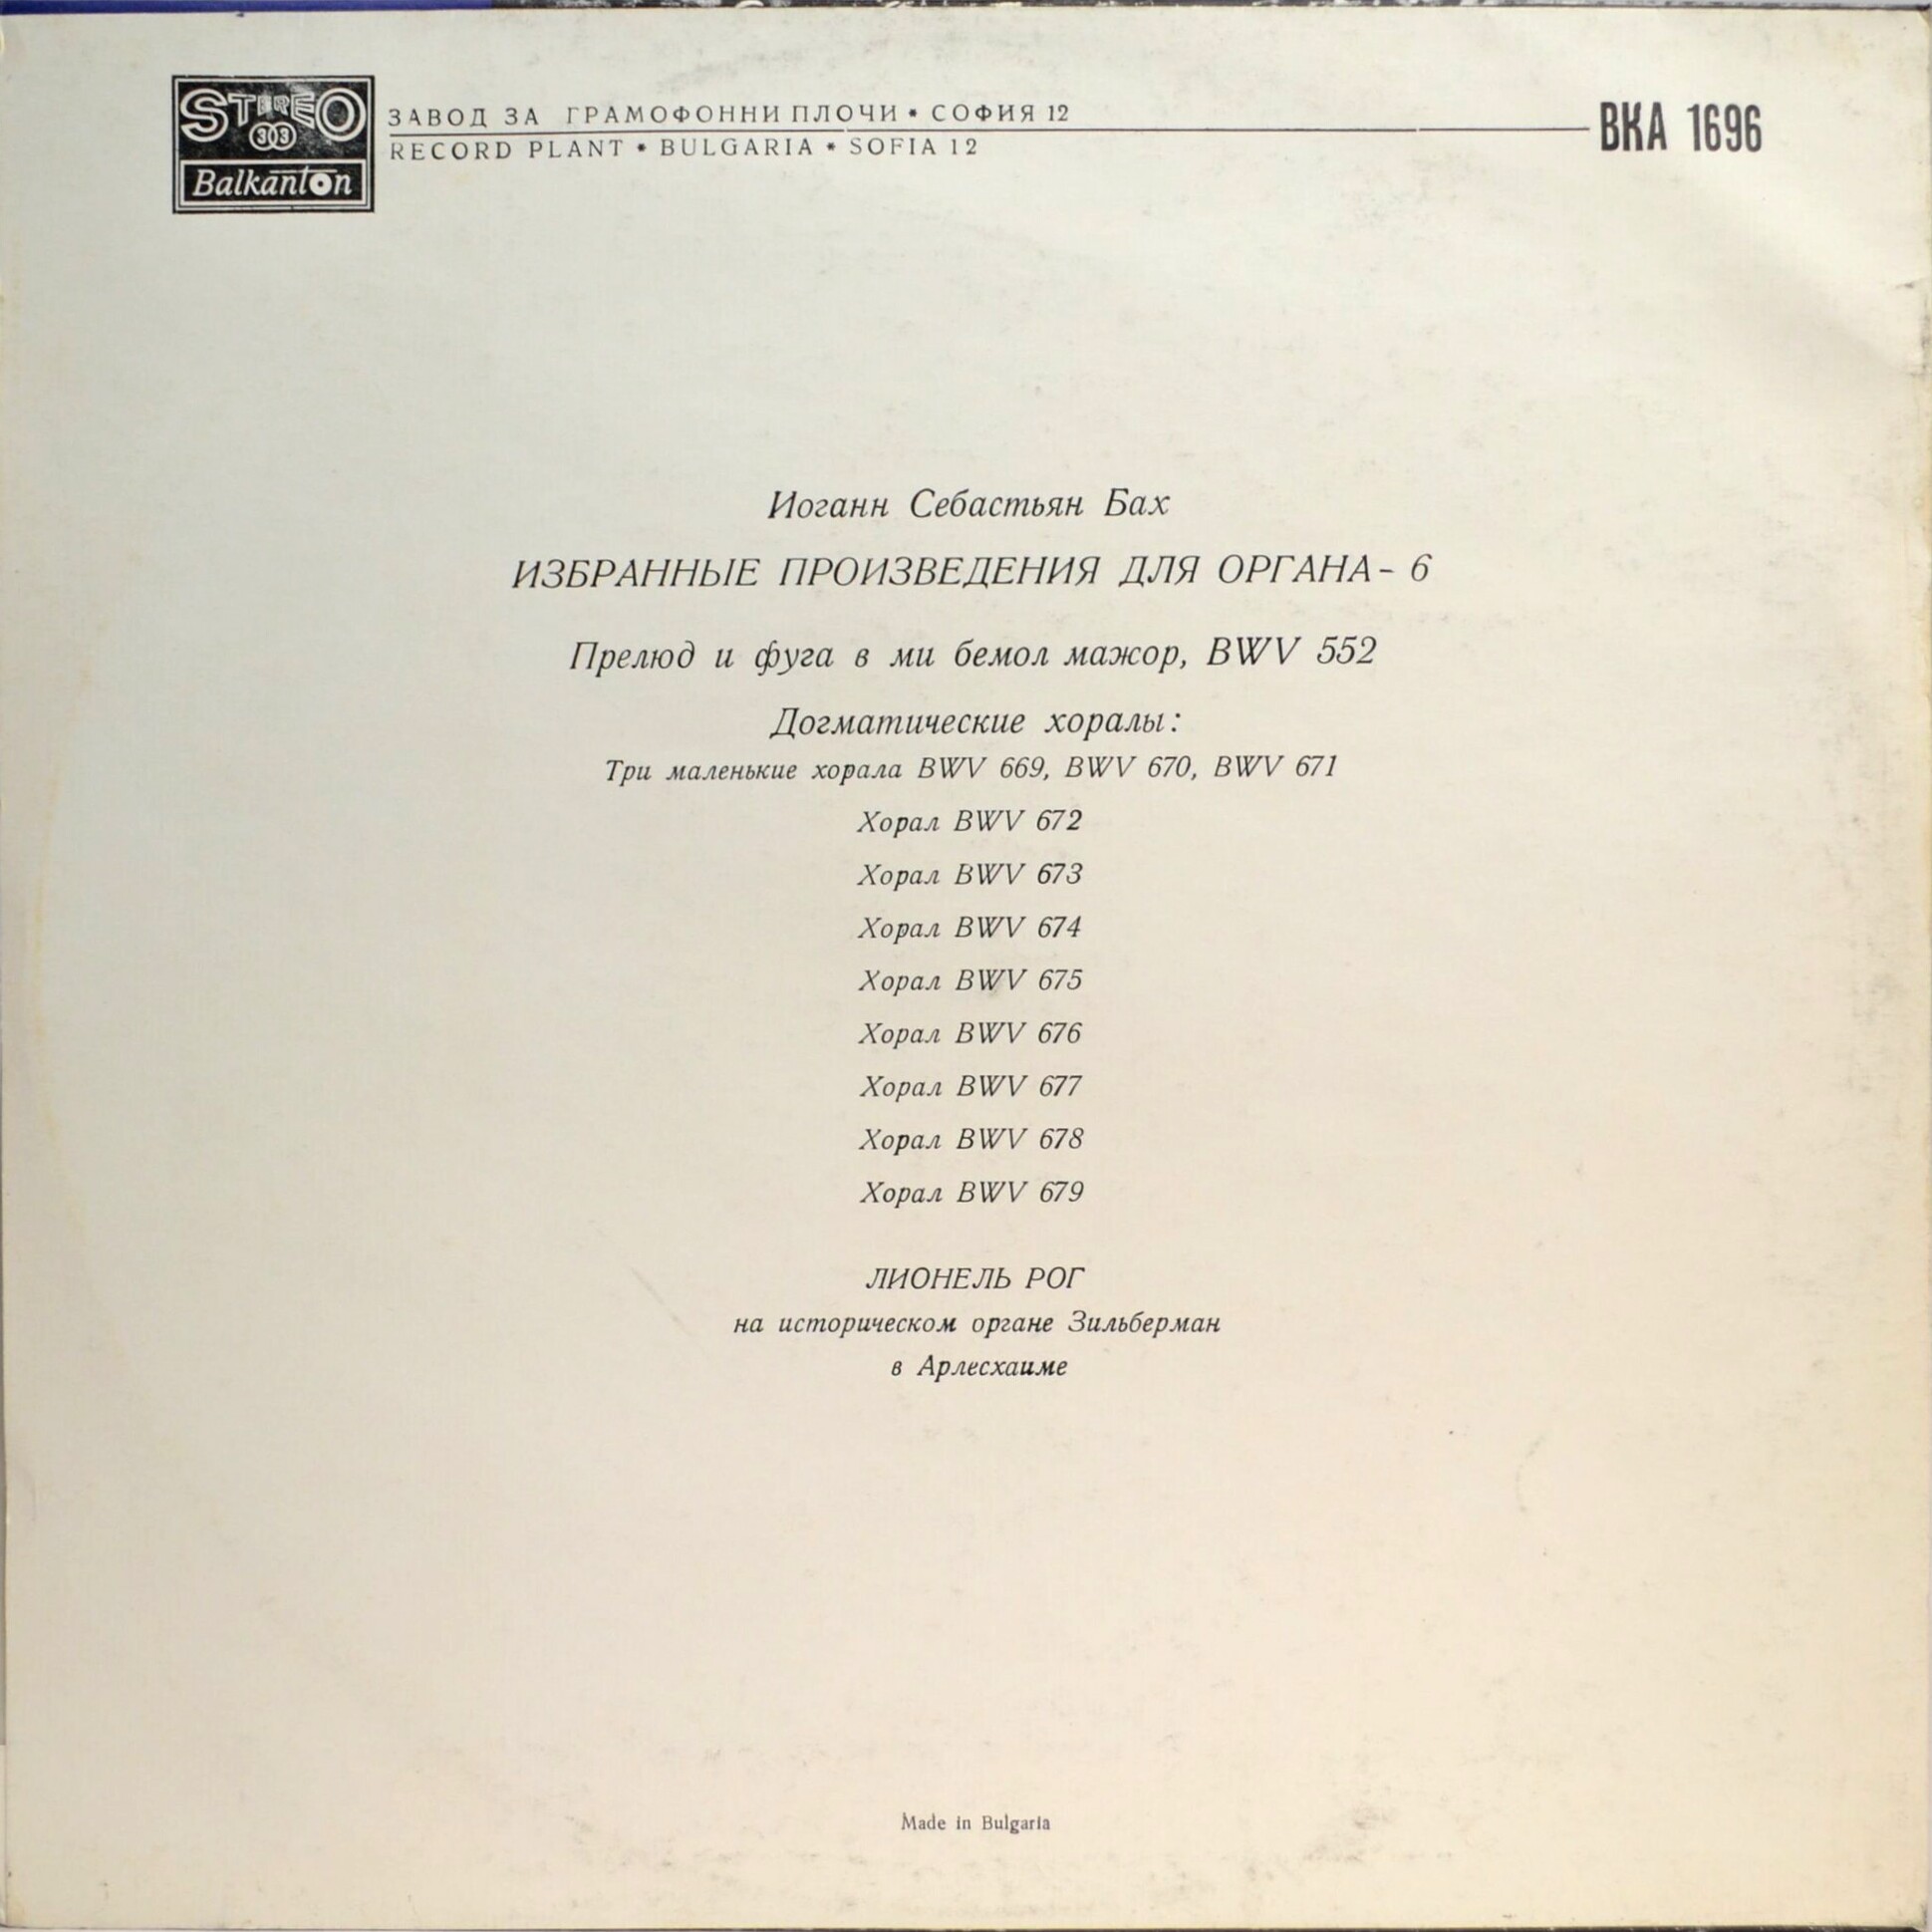 STEREO
33
Balkanton
ЗАВОД ЗА ГРАМОФОННИ ПЛОЧИ • СОФИЯ 12
RECORD PLANT • BULGARIA • SOFIA 12
ВКА 1696
Иоганн Себастьян Бах
ИЗБРАННЫЕ ПРОИЗВЕДЕНИЯ ДЛЯ ОРГАНА - 6
Прелюд и фуга в ми бемол мажор, BWV 552
Догматические хоралы:
Три маленькие хорала BWV 669, BWV 670, BWV 671
Хорал BWV 672
Хорал BWV 673
Хорал BWV 674
Хорал BWV 675
Хорал BWV 676
Хорал BWV 677
Хорал BWV 678
Хорал BWV 679
ЛИОНЕЛЬ РОГ
на историческом органе Зильберман
в Арлесхаиме
Made in Bulgaria